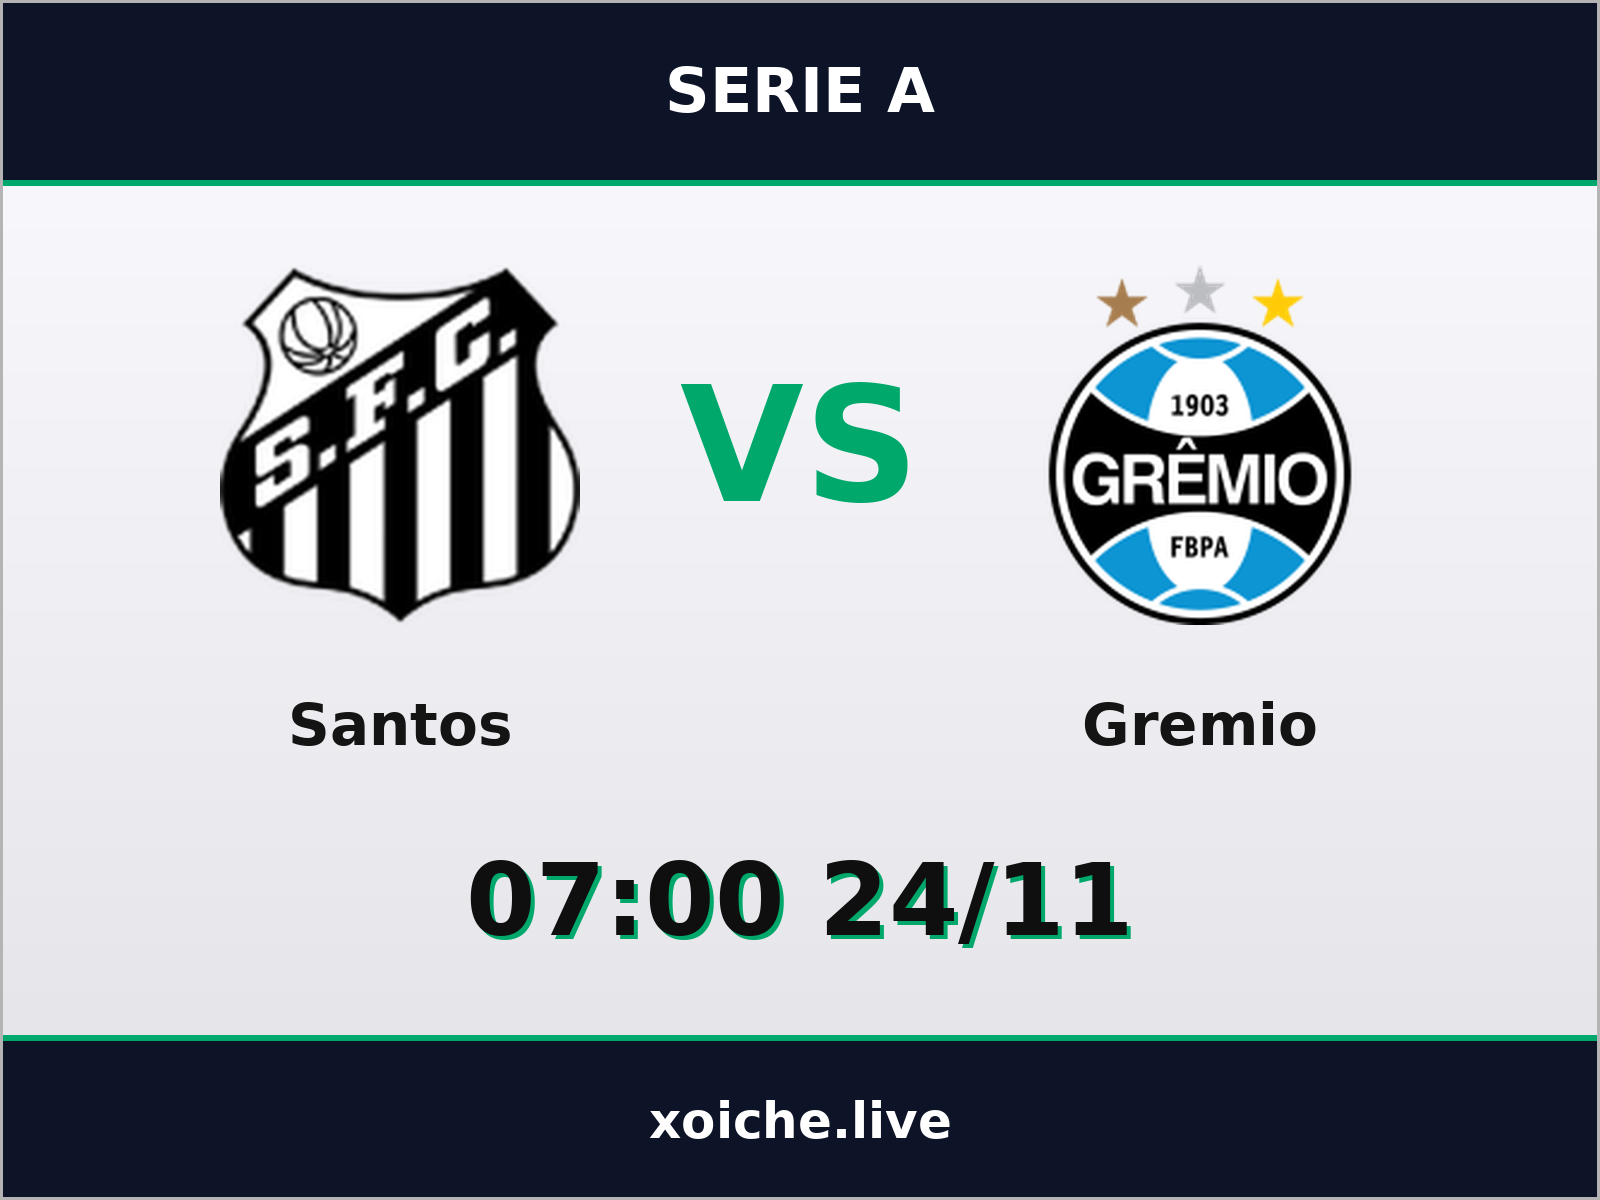 SERIE A
S.F.C.
1903
GRÊMIO
FBPA
VS
Santos
Gremio
07:00 24/11
xoiche.live